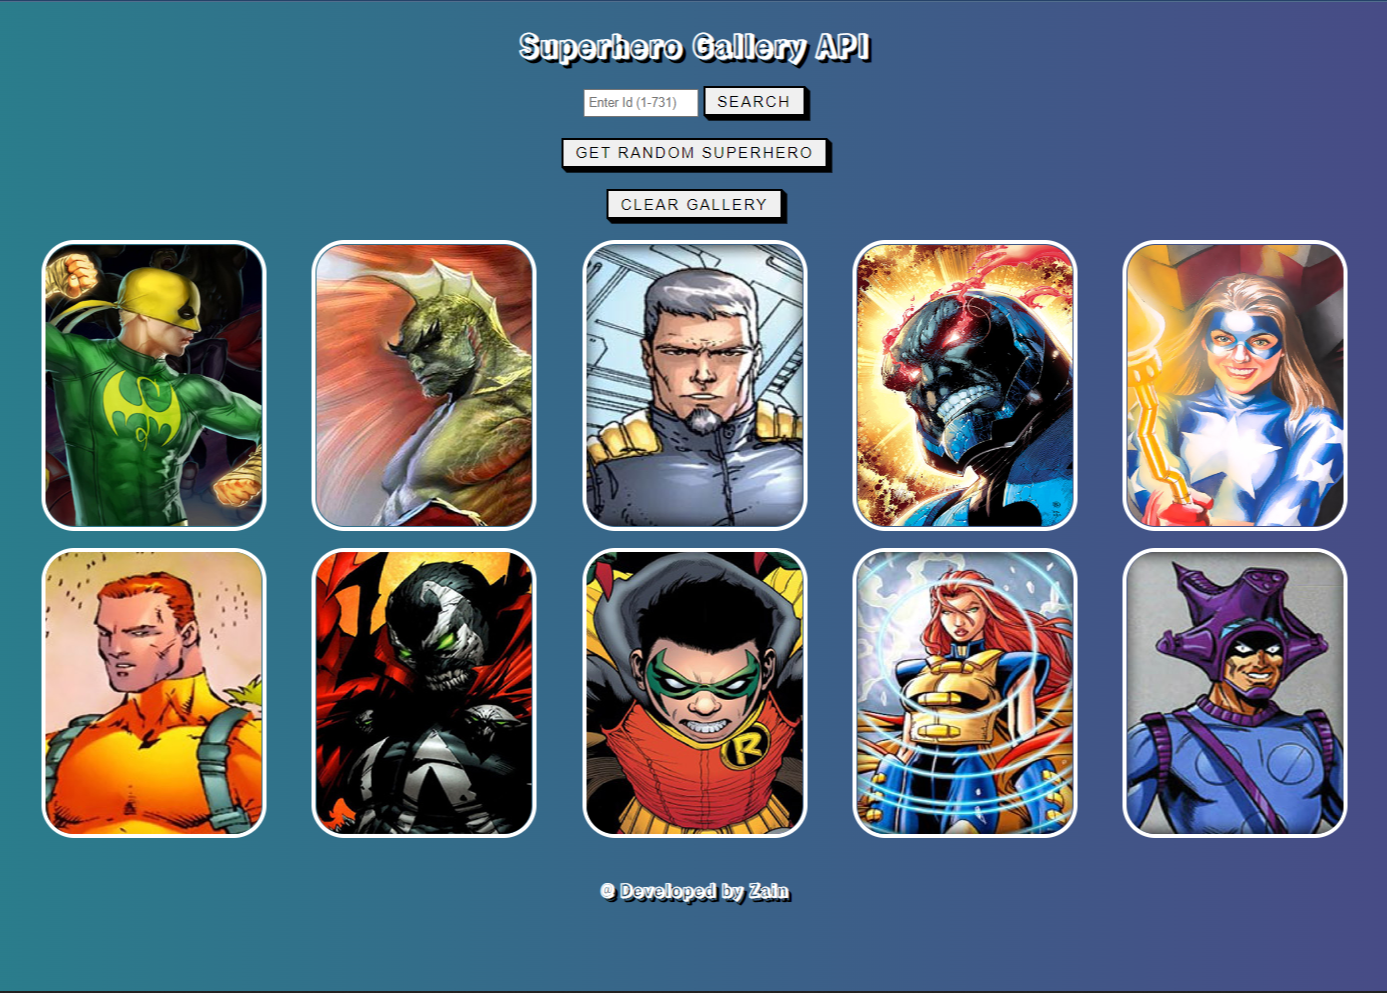 Superhero Gallery API
Enter Id (1-731) SEARCH
GET RANDOM SUPERHERO
CLEAR GALLERY
R
@ Developed by Zain